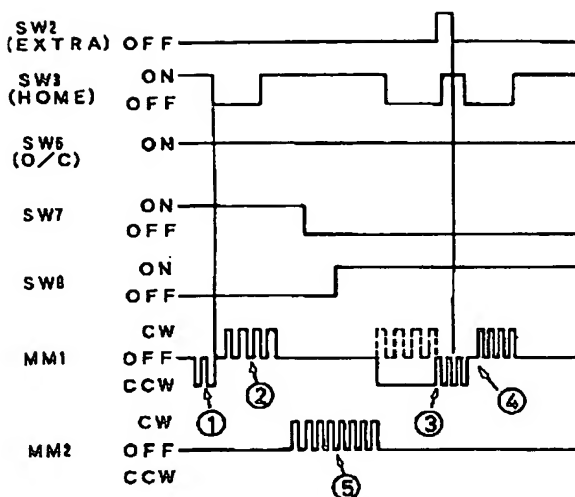 SW2
(EXTRA) OFF
SW3 ON
(HOME) OFF
SW5
(O/C) ON
SW7 ON
OFF
SW8 ON
OFF
CW
MM1 OFF
CCW
① ② ③ ④
CW
MM2 OFF
CCW
⑤